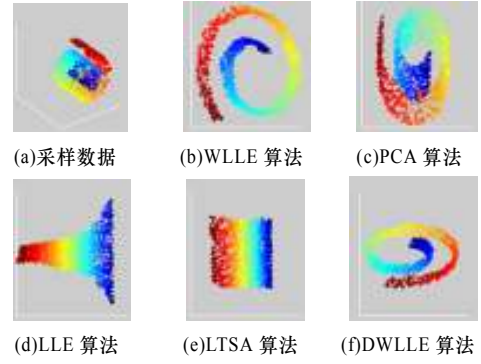 (a)采样数据
(b)WLLE 算法
(c)PCA 算法
(d)LLE 算法
(e)LTSA 算法
(f)DWLLE 算法